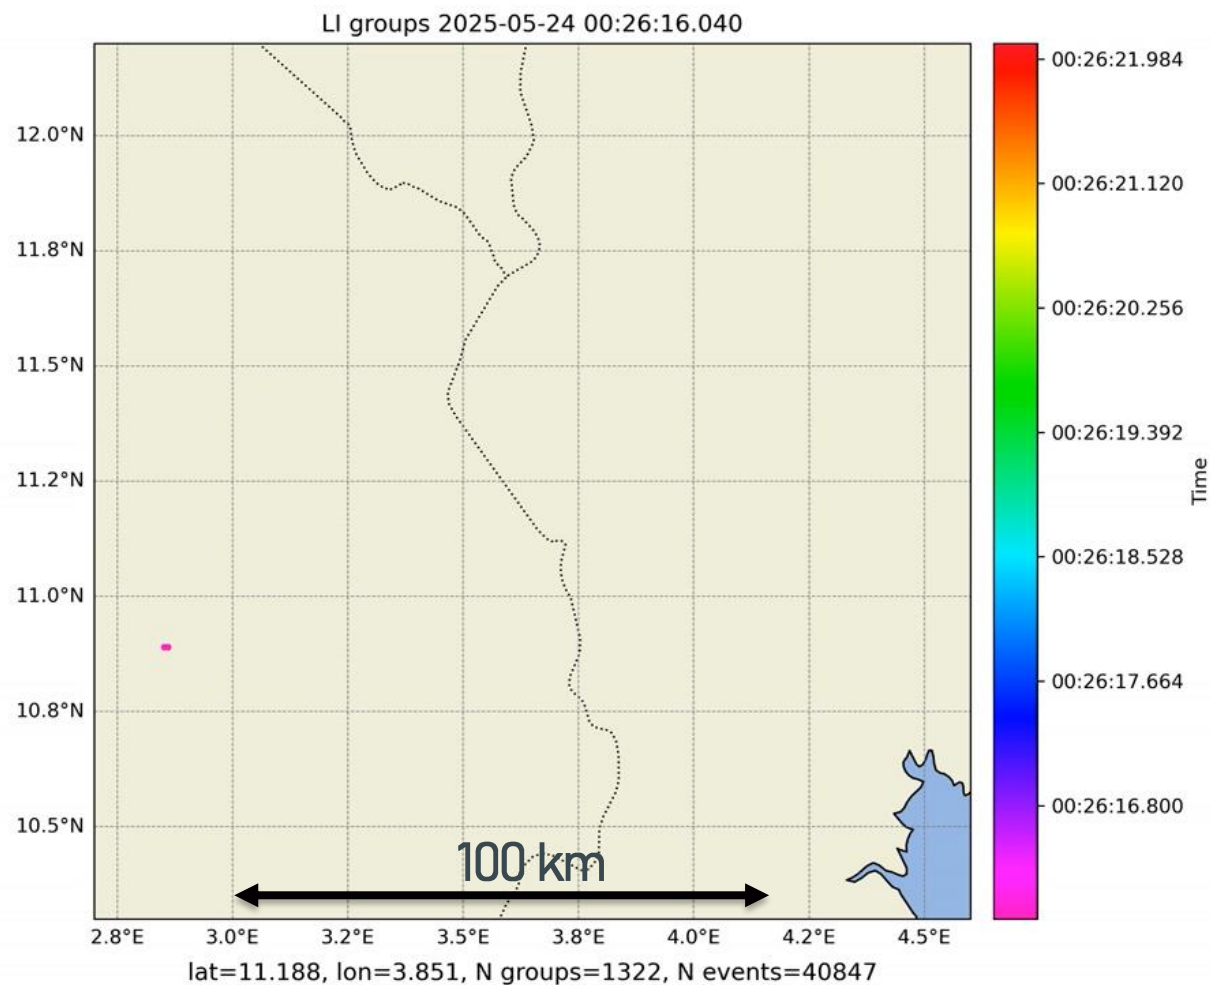 LI groups 2025-05-24 00:26:16.040
12.0°N
11.8°N
11.5°N
11.2°N
11.0°N
10.8°N
10.5°N
100 km
2.8°E 3.0°E 3.2°E 3.5°E 3.8°E 4.0°E 4.2°E 4.5°E
lat=11.188, lon=3.851, N groups=1322, N events=40847
00:26:21.984
00:26:21.120
00:26:20.256
00:26:19.392
00:26:18.528
00:26:17.664
00:26:16.800
Time